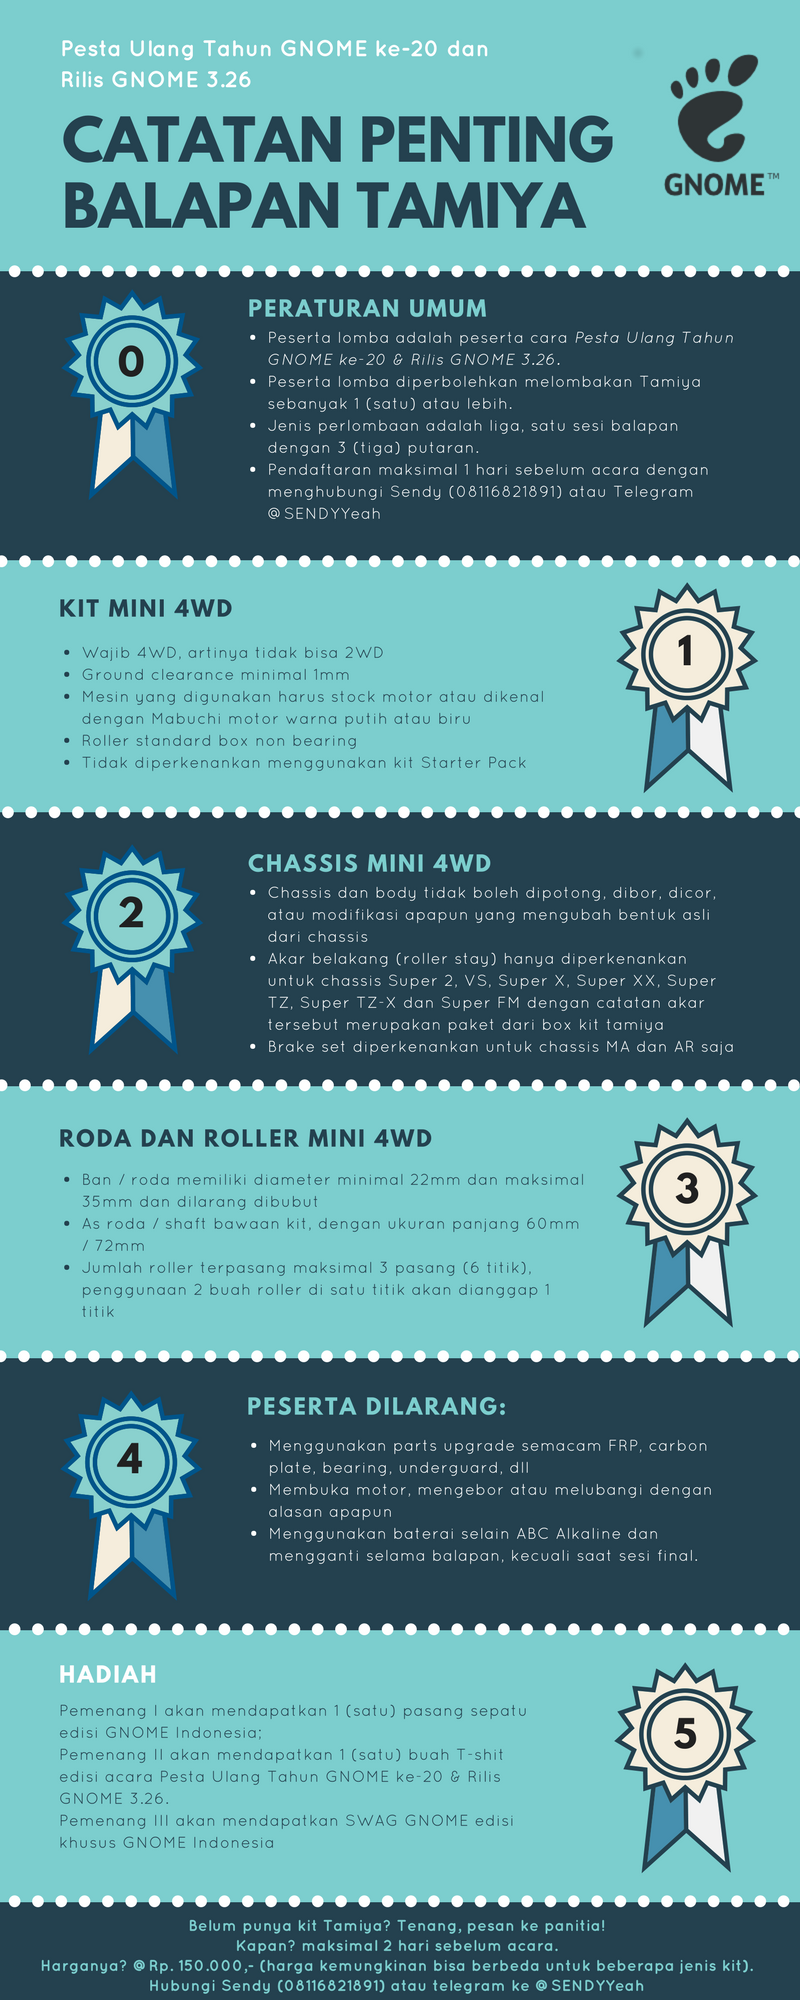 Pesta Ulang Tahun GNOME ke-20 dan
Rilis GNOME 3.26
CATATAN PENTING
BALAPAN TAMIYA
GNOME™
0
PERATURAN UMUM
• Peserta lomba adalah peserta cara Pesta Ulang Tahun
GNOME ke-20 & Rilis GNOME 3.26.
• Peserta lomba diperbolehkan melombakan Tamiya
sebanyak 1 (satu) atau lebih.
• Jenis perlombaan adalah liga, satu sesi balapan
dengan 3 (tiga) putaran.
• Pendaftaran maksimal 1 hari sebelum acara dengan
menghubungi Sendy (08116821891) atau Telegram
@SENDYYeah
KIT MINI 4WD
• Wajib 4WD, artinya tidak bisa 2WD
• Ground clearance minimal 1mm
• Mesin yang digunakan harus stock motor atau dikenal
dengan Mabuchi motor warna putih atau biru
• Roller standard box non bearing
• Tidak diperkenankan menggunakan kit Starter Pack
1
2
CHASSIS MINI 4WD
• Chassis dan body tidak boleh dipotong, dibor, dicor,
atau modifikasi apapun yang mengubah bentuk asli
dari chassis
• Akar belakang (roller stay) hanya diperkenankan
untuk chassis Super 2, VS, Super X, Super XX, Super
TZ, Super TZ-X dan Super FM dengan catatan akar
tersebut merupakan paket dari box kit tamiya
• Brake set diperkenankan untuk chassis MA dan AR saja
RODA DAN ROLLER MINI 4WD
• Ban / roda memiliki diameter minimal 22mm dan maksimal
35mm dan dilarang dibubut
• As roda / shaft bawaan kit, dengan ukuran panjang 60mm
/ 72mm
• Jumlah roller terpasang maksimal 3 pasang (6 titik),
penggunaan 2 buah roller di satu titik akan dianggap 1
titik
3
4
PESERTA DILARANG:
• Menggunakan parts upgrade semacam FRP, carbon
plate, bearing, underguard, dll
• Membuka motor, mengebor atau melubangi dengan
alasan apapun
• Menggunakan baterai selain ABC Alkaline dan
mengganti selama balapan, kecuali saat sesi final.
HADIAH
Pemenang I akan mendapatkan 1 (satu) pasang sepatu
edisi GNOME Indonesia;
Pemenang II akan mendapatkan 1 (satu) buah T-shit
edisi acara Pesta Ulang Tahun GNOME ke-20 & Rilis
GNOME 3.26.
Pemenang III akan mendapatkan SWAG GNOME edisi
khusus GNOME Indonesia
5
Belum punya kit Tamiya? Tenang, pesan ke panitia!
Kapan? maksimal 2 hari sebelum acara.
Harganya? @Rp. 150.000,- (harga kemungkinan bisa berbeda untuk beberapa jenis kit).
Hubungi Sendy (08116821891) atau telegram ke @SENDYYeah